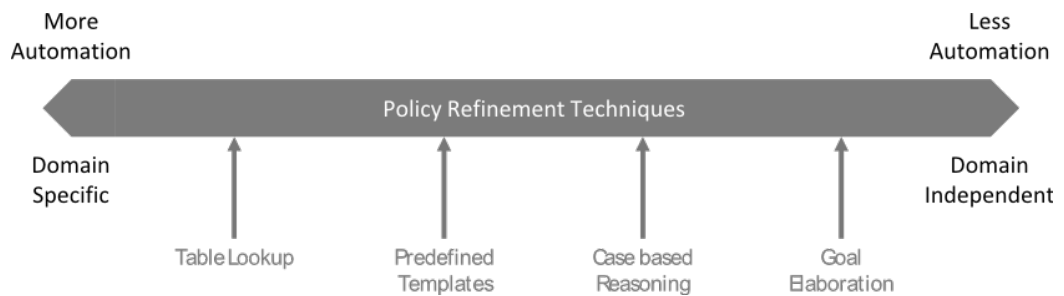 More
Automation
Less
Automation
Policy Refinement Techniques
Domain
Specific
Domain
Independent
Table Lookup
Predefined
Templates
Case based
Reasoning
Goal
Elaboration